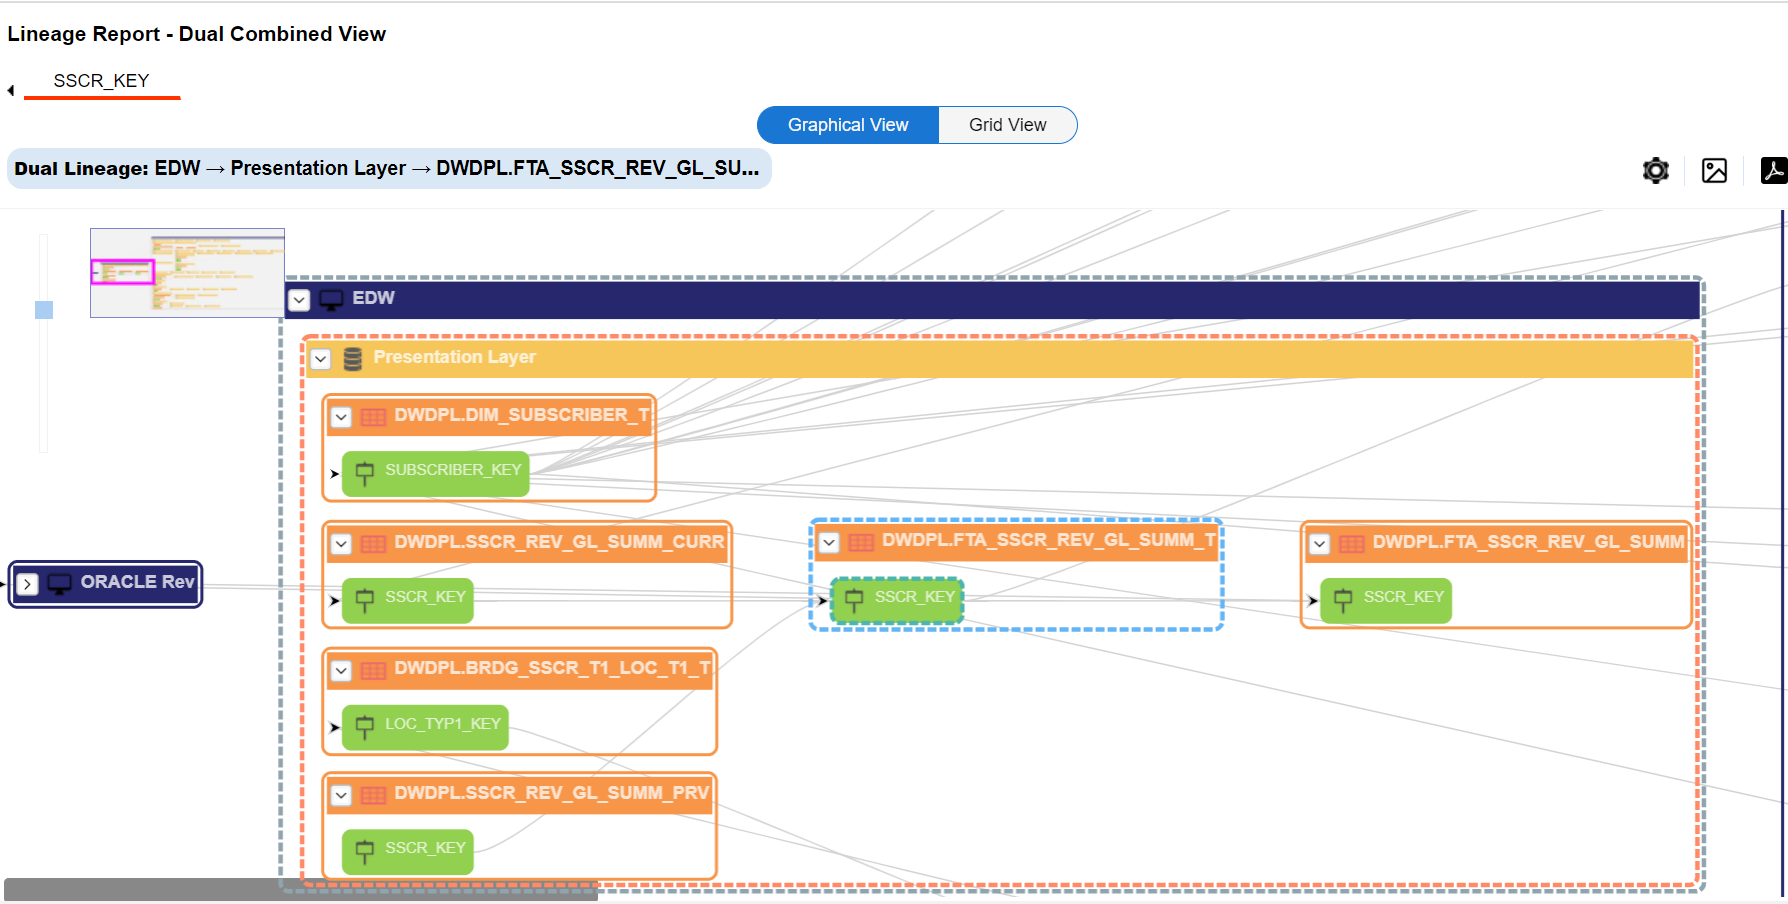 Lineage Report - Dual Combined View
SSCR_KEY
Graphical View
Grid View
Dual Lineage: EDW → Presentation Layer → DWDPL.FTA_SSCR_REV_GL_SU...
EDW
Presentation Layer
DWDPL.DIM_SUBSCRIBER_T
SUBSCRIBER_KEY
DWDPL.SSCR_REV_GL_SUMM_CURR
DWDPL.FTA_SSCR_REV_GL_SUMM_T
DWDPL.FTA_SSCR_REV_GL_SUMM
ORACLE Rev
SSCR_KEY
SSCR_KEY
SSCR_KEY
DWDPL.BRDG_SSCR_T1_LOC_T1_T
LOC_TYP1_KEY
DWDPL.SSCR_REV_GL_SUMM_PRV
SSCR_KEY